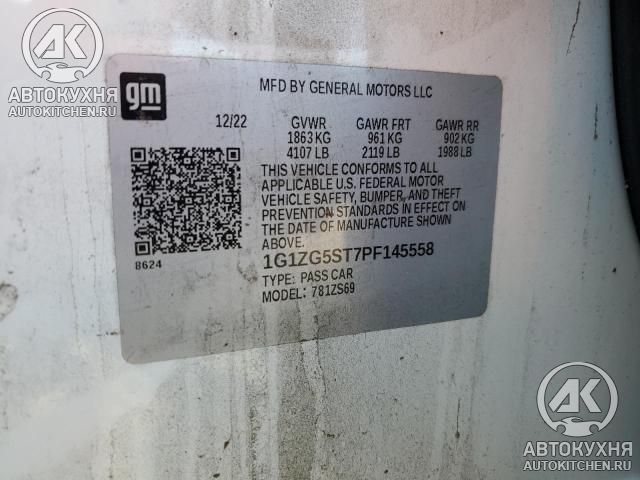 AK
АВТОКУХНЯ
AUTOKITCHEN.RU
gm
MFD BY GENERAL MOTORS LLC
12/22 GVWR GAWR FRT GAWR RR
1863 KG 961 KG 902 KG
4107 LB 2119 LB 1988 LB
THIS VEHICLE CONFORMS TO ALL
APPLICABLE U.S. FEDERAL MOTOR
VEHICLE SAFETY, BUMPER, AND THEFT
PREVENTION STANDARDS IN EFFECT ON
THE DATE OF MANUFACTURE SHOWN
ABOVE.
8624
1G1ZG5ST7PF145558
TYPE: PASS CAR
MODEL: 781ZS69
AK
АВТОКУХНЯ
AUTOKITCHEN.RU